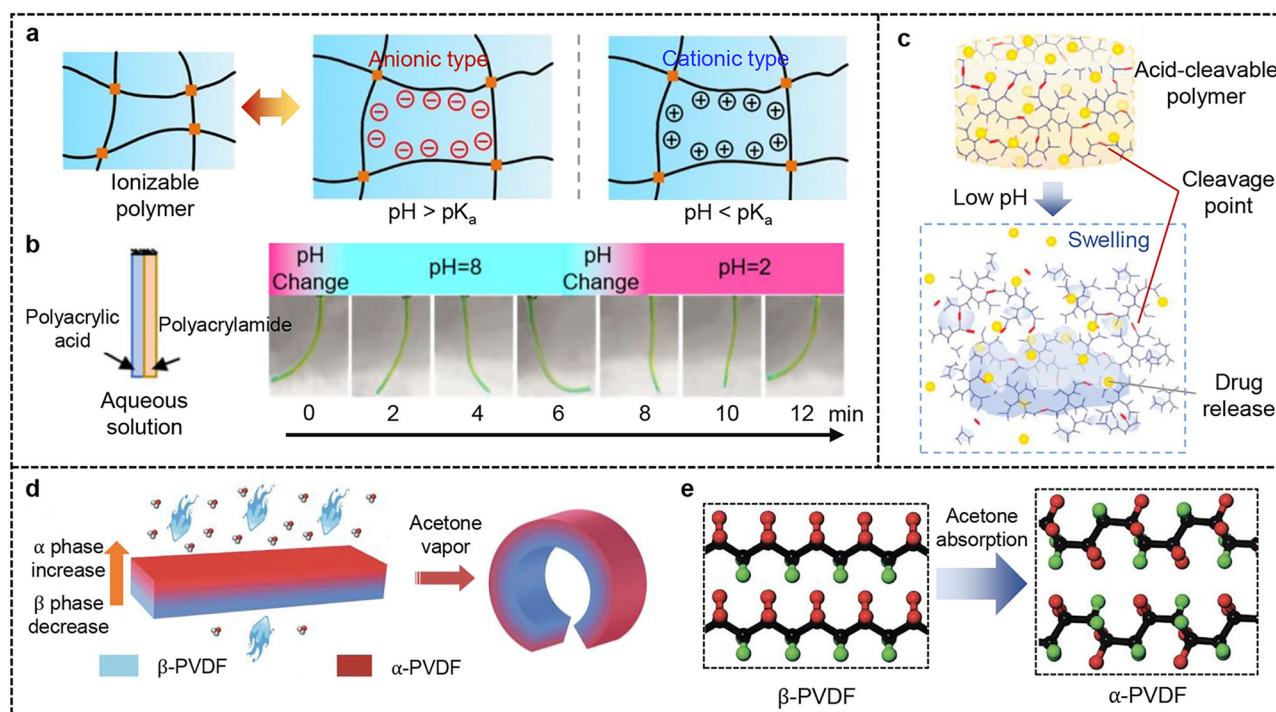 a
Anionic type
Cationic type
Ionizable
polymer
pH > pKa
pH < pKa
b
Polyacrylic
acid
Polyacrylamide
Aqueous
solution
pH
Change
pH=8
pH
Change
pH=2
0 2 4 6 8 10 12 min
c
Acid-cleavable
polymer
Low pH
Cleavage
point
Swelling
Drug
release
d
α phase
increase
β phase
decrease
Acetone
vapor
β-PVDF
α-PVDF
e
Acetone
absorption
β-PVDF
α-PVDF